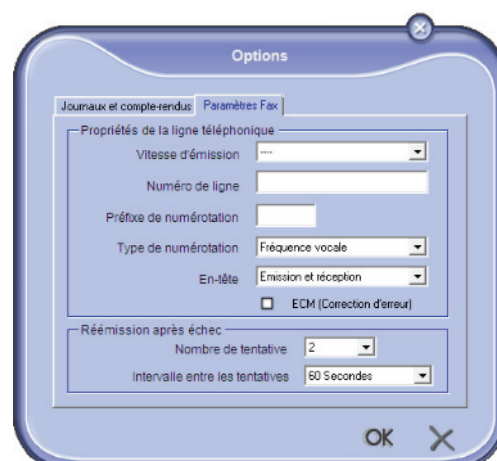 Options
Journaux et compte-rendus Paramètres Fax
Propriétés de la ligne téléphonique
Vitesse d'émission ----
Numéro de ligne
Préfixe de numérotation
Type de numérotation Fréquence vocale
En-tête Emission et réception
ECM (Correction d'erreur)
Réémission après échec
Nombre de tentative 2
Intervalle entre les tentatives 60 Secondes
OK